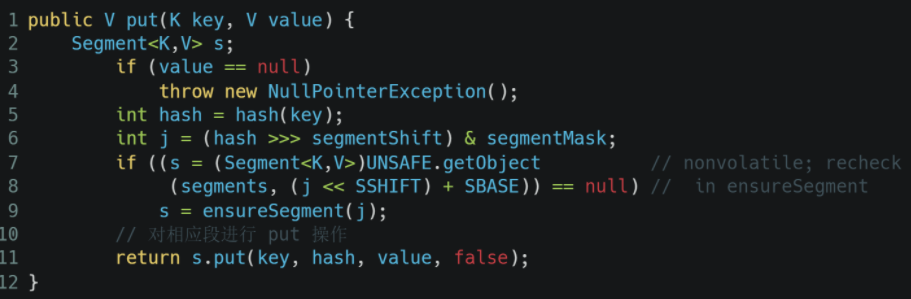 1 public V put(K key, V value) {
2     Segment<K,V> s;
3         if (value == null)
4             throw new NullPointerException();
5         int hash = hash(key);
6         int j = (hash >>> segmentShift) & segmentMask;
7         if ((s = (Segment<K,V>)UNSAFE.getObject          // nonvolatile; recheck
8              (segments, (j << SSHIFT) + SBASE)) == null) //  in ensureSegment
9             s = ensureSegment(j);
10        // 对相应段进行 put 操作
11        return s.put(key, hash, value, false);
12 }